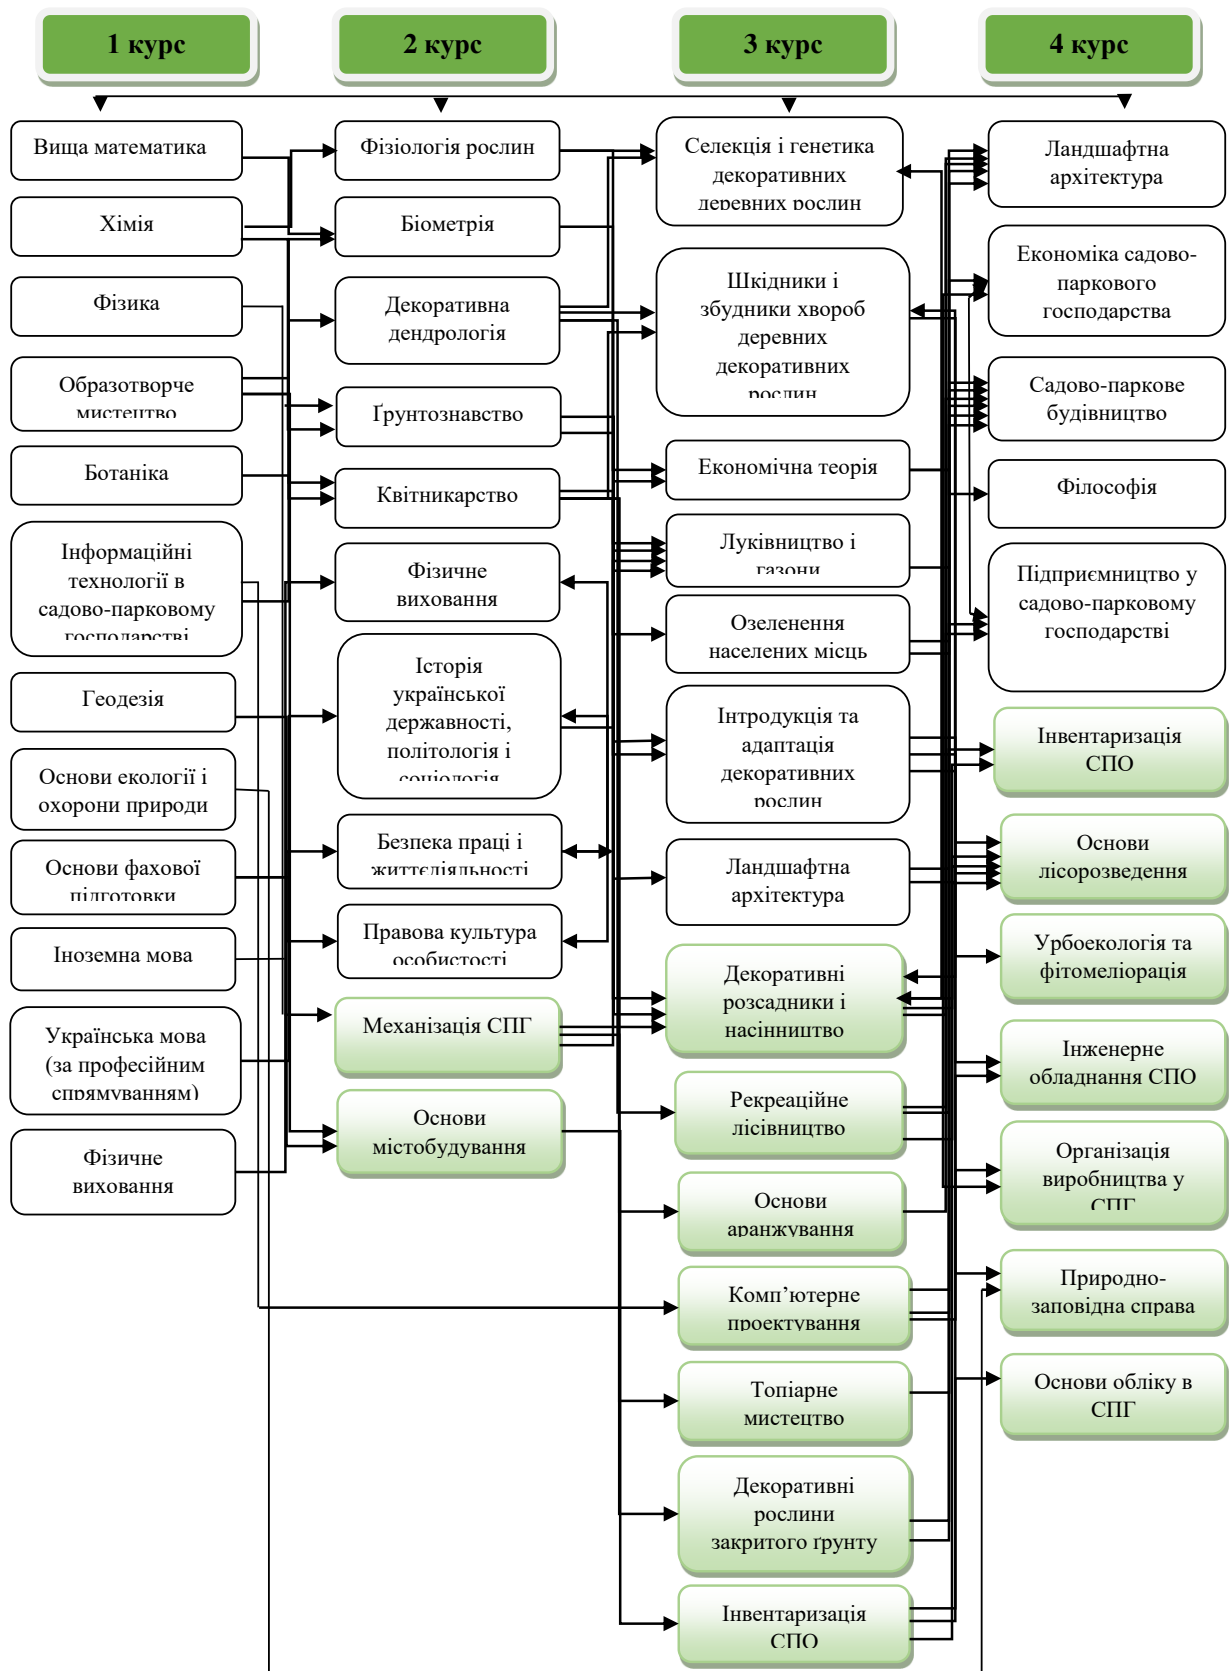 1 курс
2 курс
3 курс
4 курс
Вища математика
Хімія
Фізика
Образотворче
мистецтво
Ботаніка
Інформаційні
технології в
садово-парковому
господарстві
Геодезія
Основи екології і
охорони природи
Основи фахової
підготовки
Іноземна мова
Українська мова
(за професійним
спрямуванням)
Фізичне
виховання
Фізіологія рослин
Біометрія
Декоративна
дендрологія
Ґрунтознавство
Квітникарство
Фізичне
виховання
Історія
української
державності,
політологія і
соціологія
Безпека праці і
життєдіяльності
Правова культура
особистості
Механізація СПГ
Основи
містобудування
Селекція і генетика
декоративних
деревних рослин
Шкідники і
збудники хвороб
деревних
декоративних
рослин
Економічна теорія
Луківництво і
газони
Озеленення
населених місць
Інтродукція та
адаптація
декоративних
рослин
Ландшафтна
архітектура
Декоративні
розсадники і
насінництво
Рекреаційне
лісівництво
Основи
аранжування
Комп’ютерне
проектування
Топіарне
мистецтво
Декоративні
рослини
закритого ґрунту
Інвентаризація
СПО
Ландшафтна
архітектура
Економіка садово-
паркового
господарства
Садово-паркове
будівництво
Філософія
Підприємництво у
садово-парковому
господарстві
Інвентаризація
СПО
Основи
лісорозведення
Урбоекологія та
фітомеліорація
Інженерне
обладнання СПО
Організація
виробництва у
СПГ
Природно-
заповідна справа
Основи обліку в
СПГ